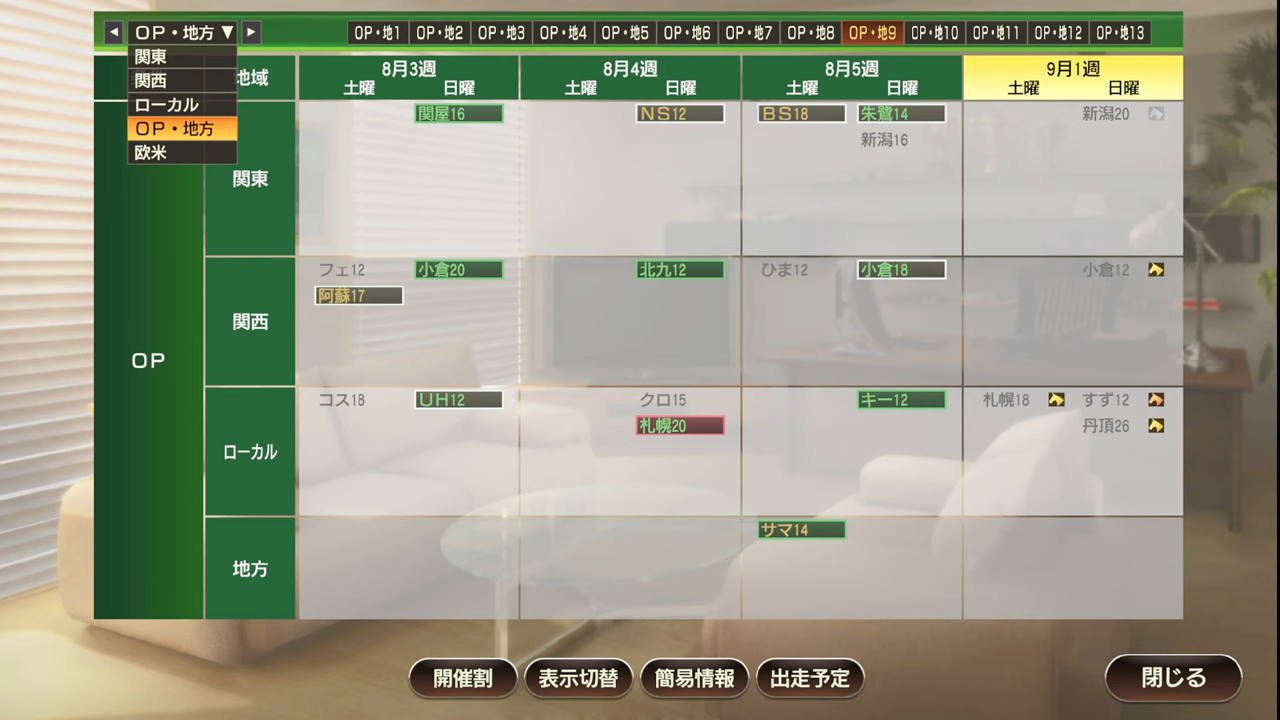 ◀ OP・地方▼ ▶ OP・地1 OP・地2 OP・地3 OP・地4 OP・地5 OP・地6 OP・地7 OP・地8 OP・地9 OP・地10 OP・地11 OP・地12 OP・地13
関東
関西
ローカル
OP・地方
欧米
地域 8月3週 8月4週 8月5週 9月1週
土曜 日曜 土曜 日曜 土曜 日曜 土曜 日曜
OP
関東 関屋16 NS12 BS18 朱鷺14 新潟20
新潟16
関西 フェ12 小倉20 北九12 ひま12 小倉18 小倉12
阿蘇17
ローカル コス18 UH12 クロ15 キー12 札幌18 すず12
札幌20 丹頂26
地方 サマ14
開催割 表示切替 簡易情報 出走予定 閉じる